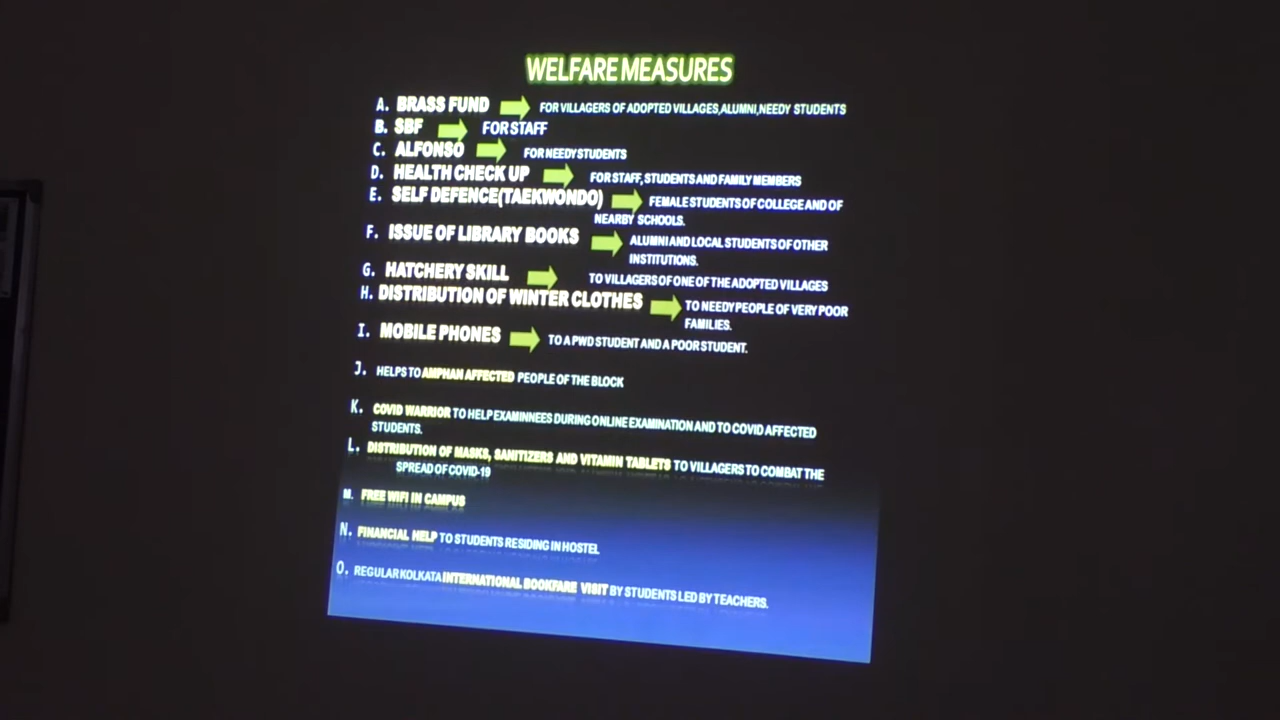 WELFARE MEASURES
A. BRASS FUND FOR VILLAGERS OF ADOPTED VILLAGES,ALUMNI,NEEDY STUDENTS
B. SBF FOR STAFF
C. ALFONSO FOR NEEDY STUDENTS
D. HEALTH CHECK UP FOR STAFF, STUDENTS AND FAMILY MEMBERS
E. SELF DEFENCE(TAEKWONDO) FEMALE STUDENTS OF COLLEGE AND OF
NEARBY SCHOOLS.
F. ISSUE OF LIBRARY BOOKS ALUMNI AND LOCAL STUDENTS OF OTHER
INSTITUTIONS.
G. HATCHERY SKILL TO VILLAGERS OF ONE OF THE ADOPTED VILLAGES
H. DISTRIBUTION OF WINTER CLOTHES TO NEEDY PEOPLE OF VERY POOR
FAMILIES.
I. MOBILE PHONES TO A PWD STUDENT AND A POOR STUDENT.
J. HELPS TO AMPHAN AFFECTED PEOPLE OF THE BLOCK
K. COVID WARRIOR TO HELP EXAMINNEES DURING ONLINE EXAMINATION AND TO COVID AFFECTED
STUDENTS.
L. DISTRIBUTION OF MASKS, SANITIZERS AND VITAMIN TABLETS TO VILLAGERS TO COMBAT THE
SPREAD OF COVID-19
M. FREE WIFI IN CAMPUS
N. FINANCIAL HELP TO STUDENTS RESIDING IN HOSTEL
O. REGULAR KOLKATA INTERNATIONAL BOOKFARE VISIT BY STUDENTS LED BY TEACHERS.